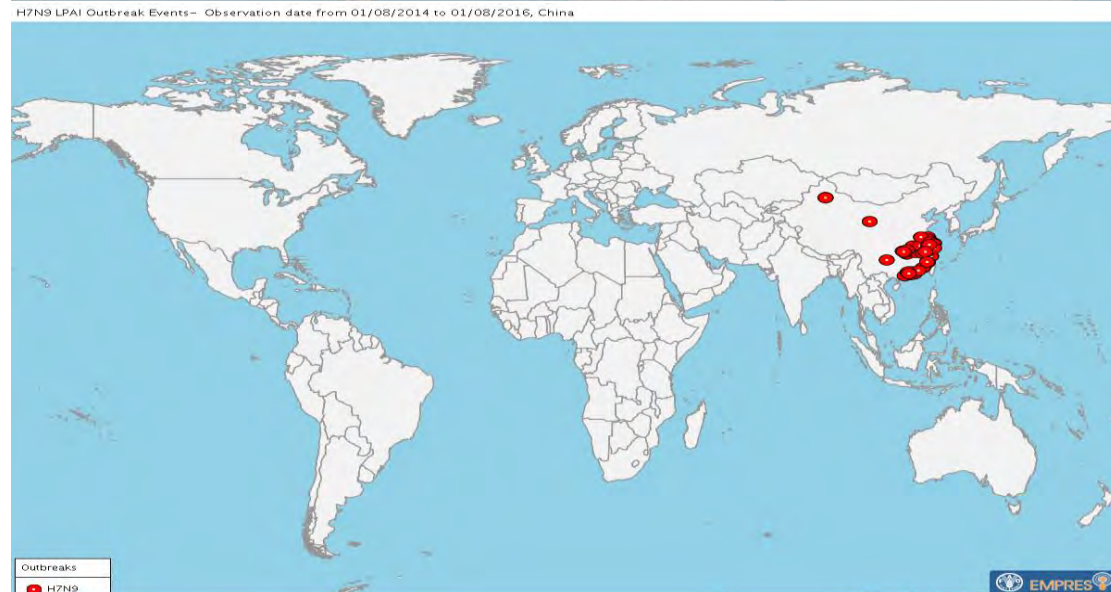 H7N9 LPAI Outbreak Events– Observation date from 01/08/2014 to 01/08/2016, China
Outbreaks
H7N9
EMPRES